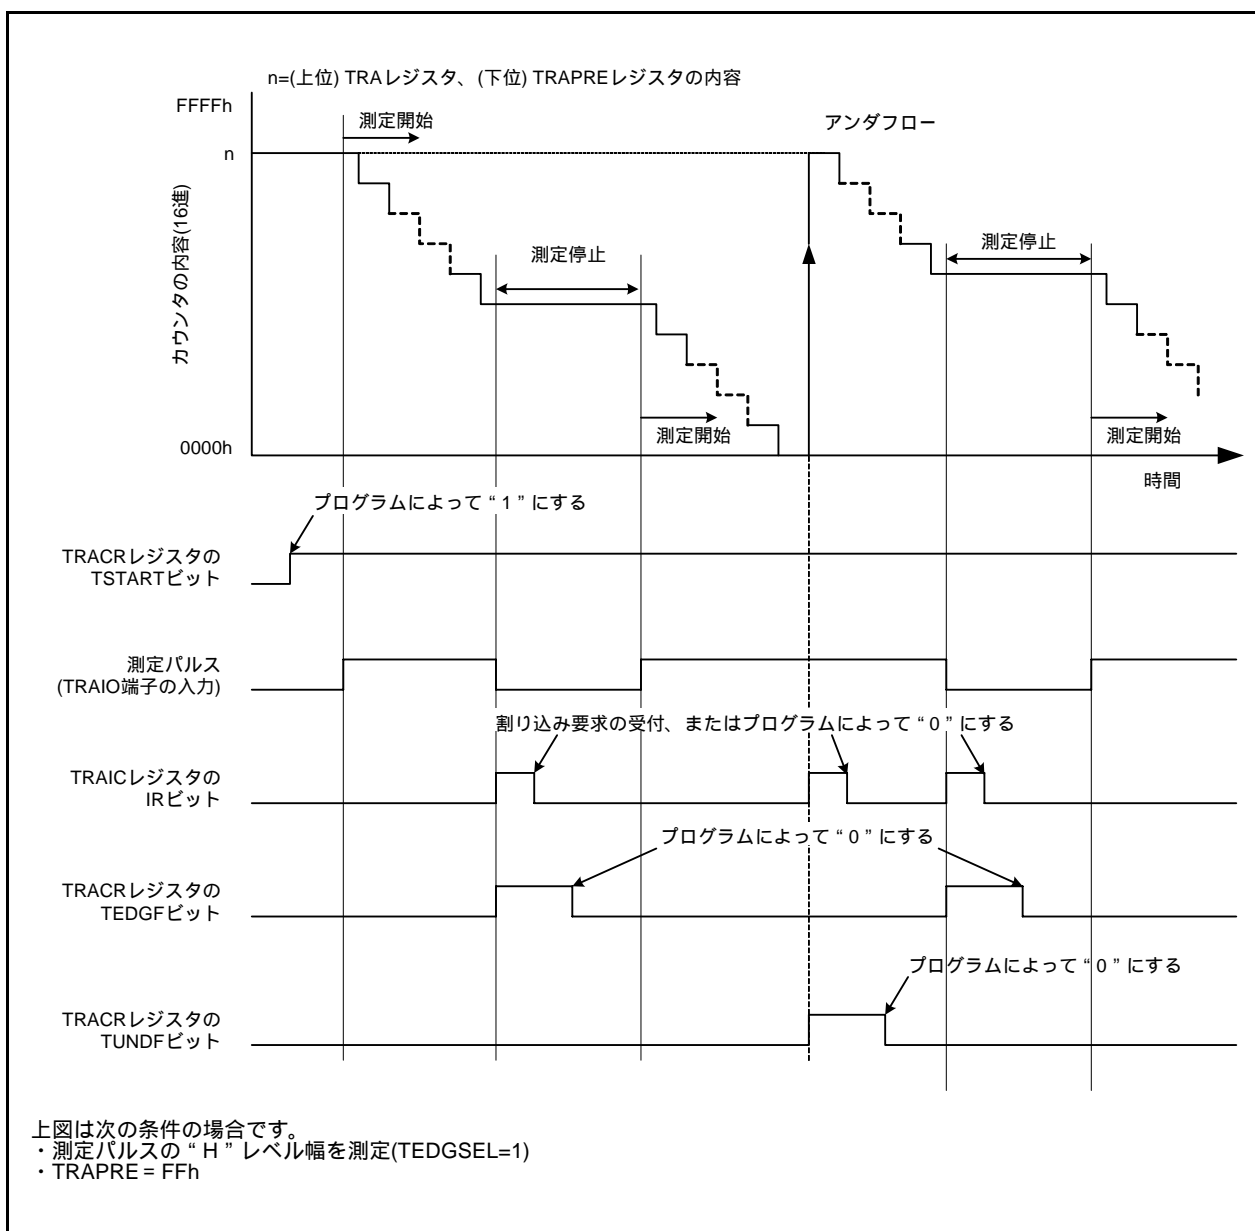 n=(上位) TRAレジスタ、(下位) TRAPREレジスタの内容
FFFFh
測定開始
アンダフロー
n
カウンタの内容(16進)
測定停止
測定停止
測定開始
測定開始
0000h
時間
プログラムによって“1”にする
TRACRレジスタの
TSTARTビット
測定パルス
(TRAIO端子の入力)
割り込み要求の受付、またはプログラムによって“0”にする
TRAICレジスタの
IRビット
プログラムによって“0”にする
TRACRレジスタの
TEDGFビット
プログラムによって“0”にする
TRACRレジスタの
TUNDFビット
上図は次の条件の場合です。
・測定パルスの“H”レベル幅を測定(TEDGSEL=1)
・TRAPRE = FFh